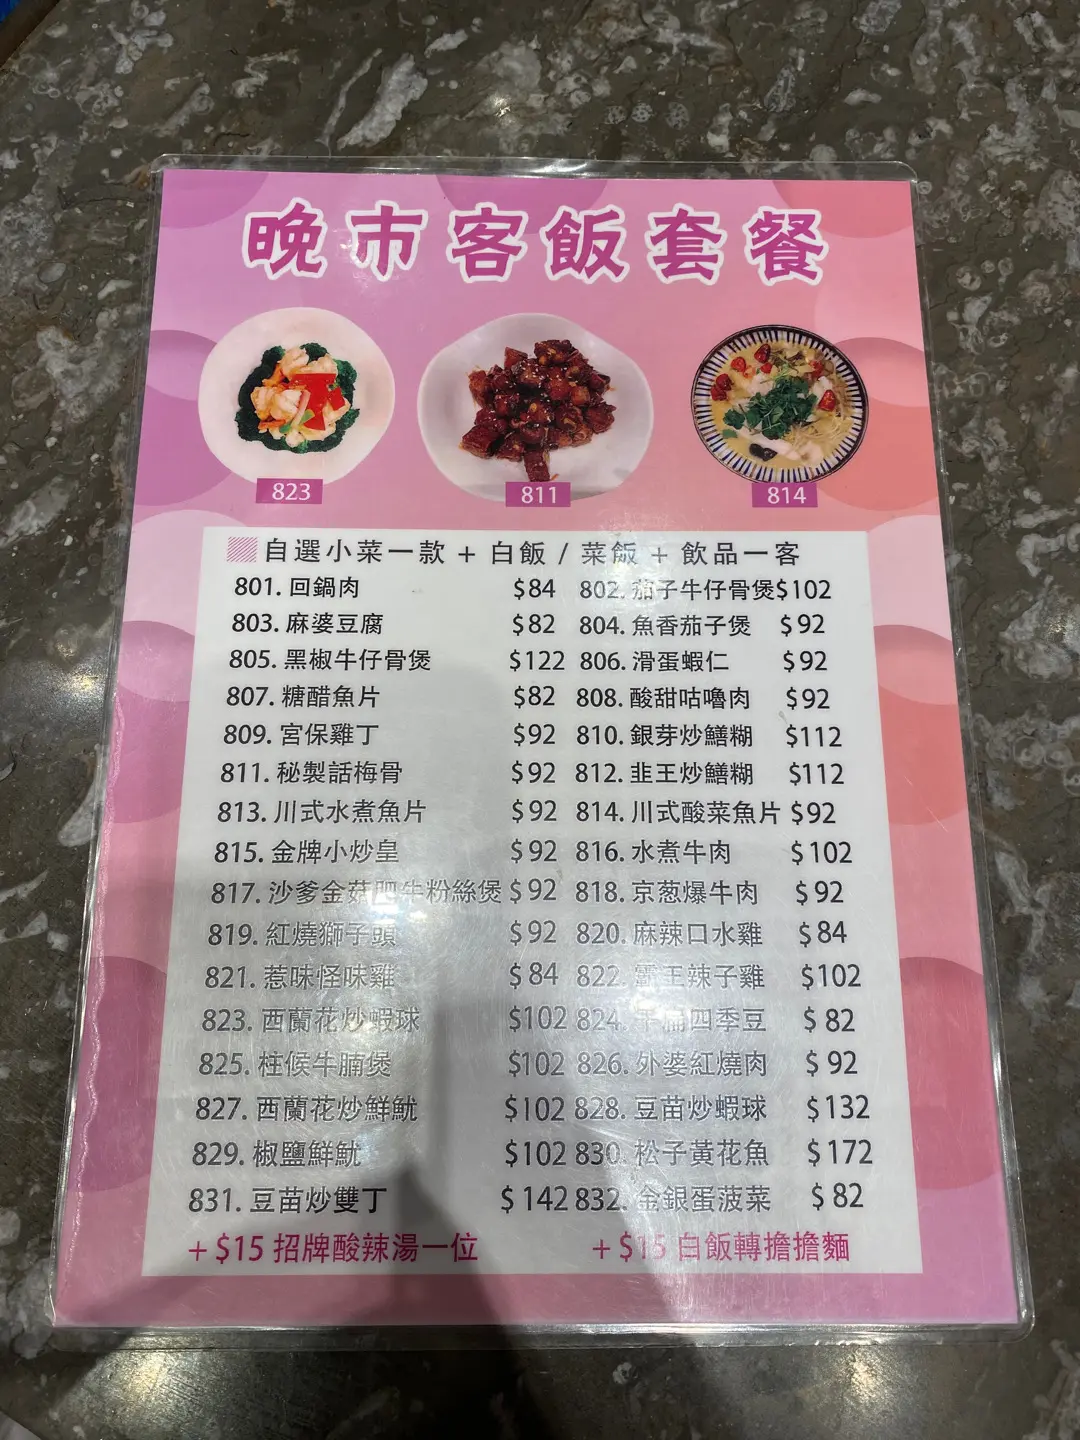 晚市客飯套餐
823
811
814
自選小菜一款 + 白飯 / 菜飯 + 飲品一客
801. 回鍋肉 $84 802. 茄子牛仔骨煲 $102
803. 麻婆豆腐 $82 804. 魚香茄子煲 $92
805. 黑椒牛仔骨煲 $122 806. 滑蛋蝦仁 $92
807. 糖醋魚片 $82 808. 酸甜咕嚕肉 $92
809. 宮保雞丁 $92 810. 銀芽炒鱔糊 $112
811. 秘製話梅骨 $92 812. 韭王炒鱔糊 $112
813. 川式水煮魚片 $92 814. 川式酸菜魚片 $92
815. 金牌小炒皇 $92 816. 水煮牛肉 $102
817. 沙爹金菇肥牛粉絲煲 $92 818. 京葱爆牛肉 $92
819. 紅燒獅子頭 $92 820. 麻辣口水雞 $84
821. 惹味怪味雞 $84 822. 霸王辣子雞 $102
823. 西蘭花炒蝦球 $102 824. 干煸四季豆 $82
825. 柱候牛腩煲 $102 826. 外婆紅燒肉 $92
827. 西蘭花炒鮮魷 $102 828. 豆苗炒蝦球 $132
829. 椒鹽鮮魷 $102 830. 松子黃花魚 $172
831. 豆苗炒雙丁 $142 832. 金銀蛋菠菜 $82
+ $15 招牌酸辣湯一位 + $15 白飯轉擔擔麵